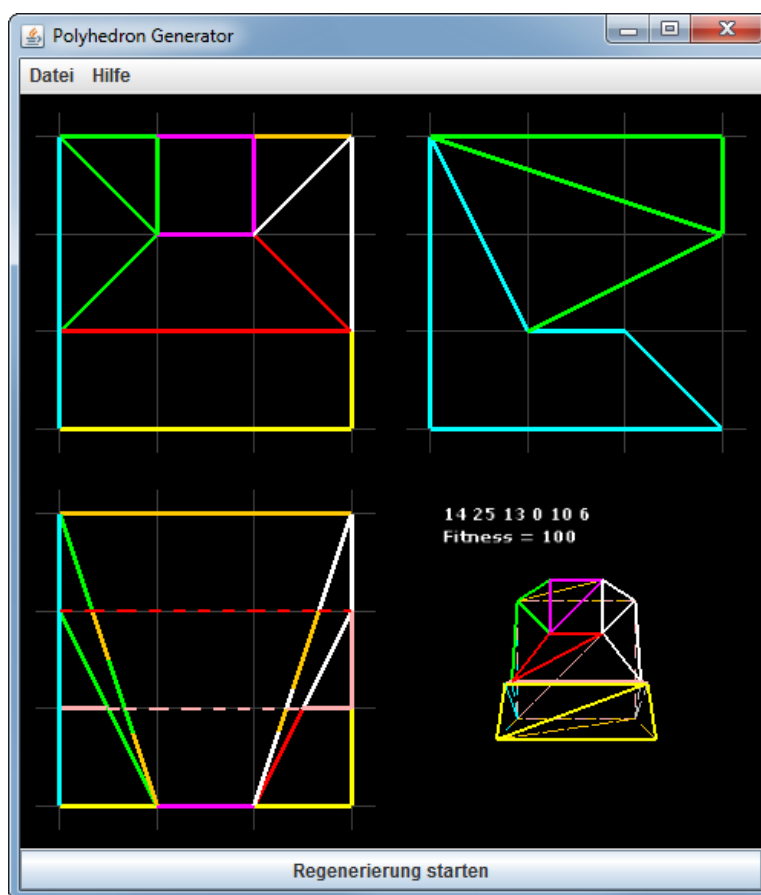 Polyhedron Generator
Datei Hilfe
14 25 13 0 10 6
Fitness = 100
Regenerierung starten